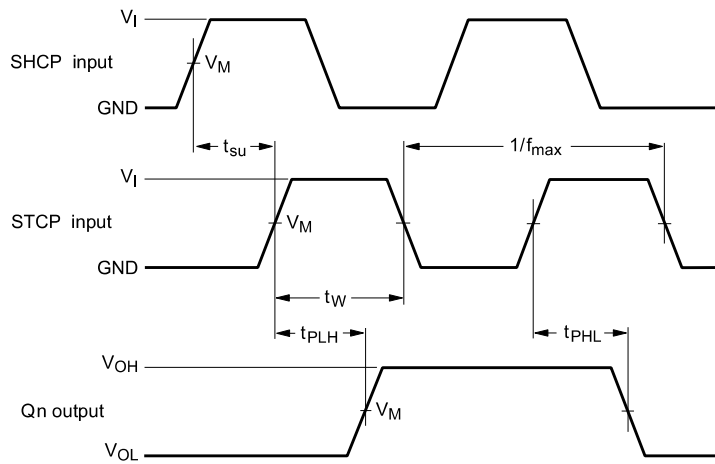 V_I
SHCP input
V_M
GND
t_su
1/f_max
V_I
STCP input
V_M
GND
t_W
t_PLH
t_PHL
V_OH
Qn output
V_M
V_OL